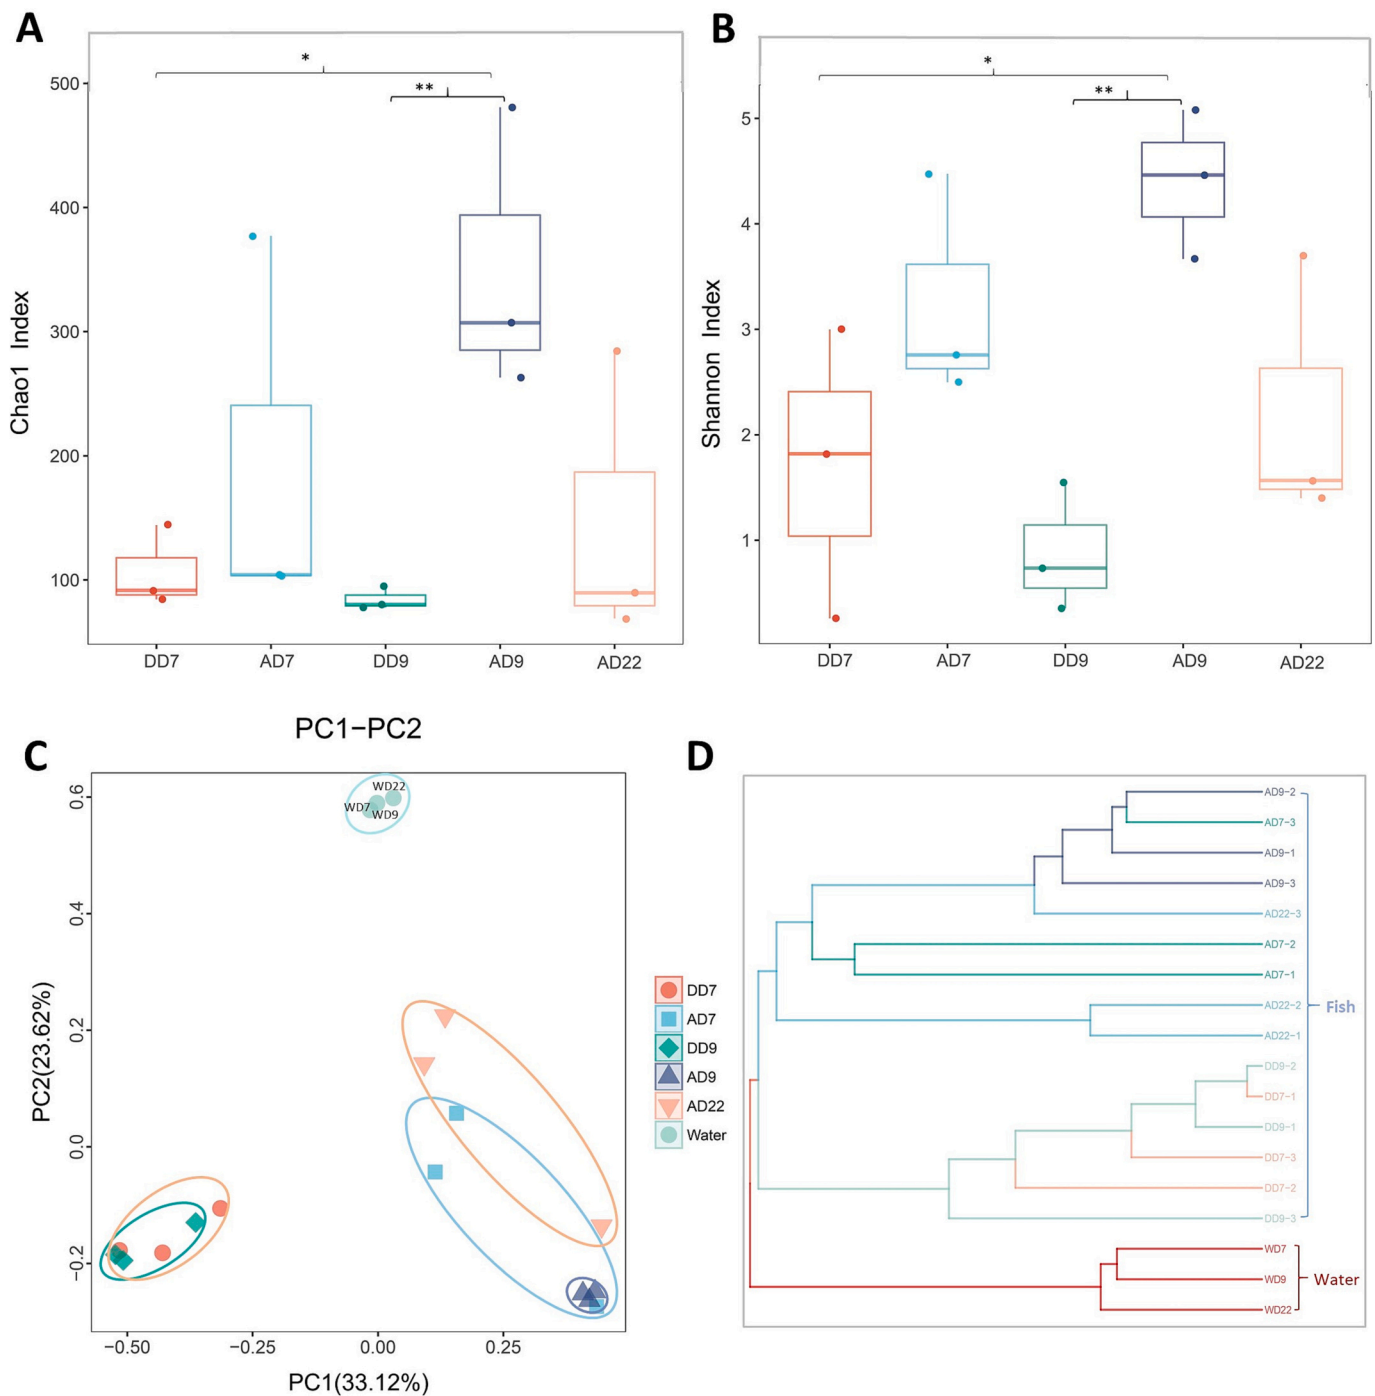 A
*
**
500
400
300
200
100
Chao1 Index
DD7
AD7
DD9
AD9
AD22
B
*
**
5
4
3
2
1
Shannon Index
DD7
AD7
DD9
AD9
AD22
C
PC1−PC2
0.6
0.4
0.2
0.0
−0.2
PC2(23.62%)
WD22
WD7
WD9
−0.50
−0.25
0.00
0.25
PC1(33.12%)
DD7
AD7
DD9
AD9
AD22
Water
D
AD9−2
AD7−3
AD9−1
AD9−3
AD22−3
AD7−2
AD7−1
AD22−2
AD22−1
DD9−2
DD7−1
DD9−1
DD7−3
DD7−2
DD9−3
Fish
WD7
WD9
WD22
Water